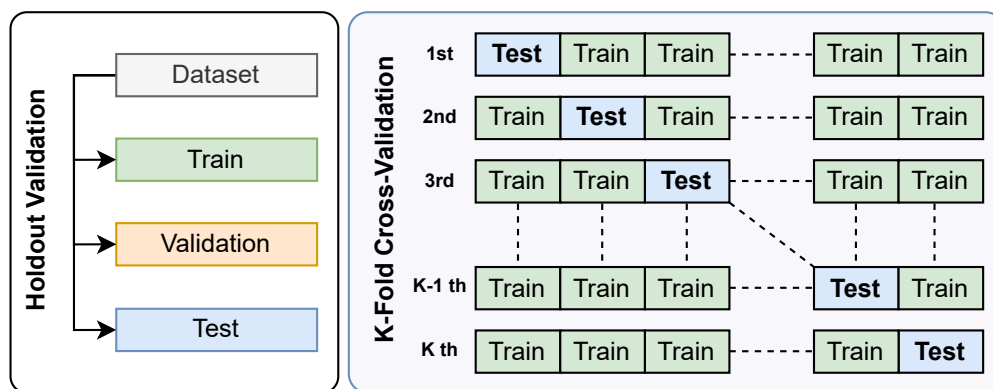 Holdout Validation
Dataset
Train
Validation
Test
K-Fold Cross-Validation
1st Test Train Train Train Train
2nd Train Test Train Train Train
3rd Train Train Test Train Train
K-1 th Train Train Train Test Train
K th Train Train Train Train Test